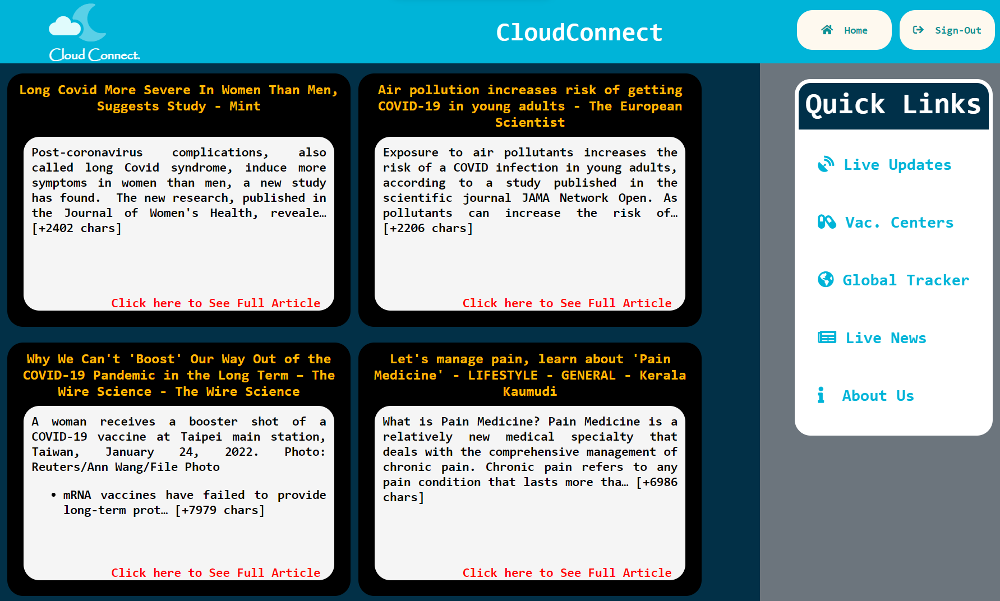 Cloud Connect.
CloudConnect
Home
Sign-Out
Long Covid More Severe In Women Than Men,
Suggests Study - Mint
Post-coronavirus complications, also
called long Covid syndrome, induce more
symptoms in women than men, a new study
has found. The new research, published in
the Journal of Women's Health, reveale…
[+2402 chars]
Click here to See Full Article
Air pollution increases risk of getting
COVID-19 in young adults - The European
Scientist
Exposure to air pollutants increases the
risk of a COVID infection in young adults,
according to a study published in the
scientific journal JAMA Network Open. As
pollutants can increase the risk of…
[+2206 chars]
Click here to See Full Article
Why We Can't 'Boost' Our Way Out of the
COVID-19 Pandemic in the Long Term – The
Wire Science - The Wire Science
A woman receives a booster shot of a
COVID-19 vaccine at Taipei main station,
Taiwan, January 24, 2022. Photo:
Reuters/Ann Wang/File Photo
• mRNA vaccines have failed to provide
long-term prot… [+7979 chars]
Click here to See Full Article
Let's manage pain, learn about 'Pain
Medicine' - LIFESTYLE - GENERAL - Kerala
Kaumudi
What is Pain Medicine? Pain Medicine is a
relatively new medical specialty that
deals with the comprehensive management of
chronic pain. Chronic pain refers to any
pain condition that lasts more tha… [+6986
chars]
Click here to See Full Article
Quick Links
Live Updates
Vac. Centers
Global Tracker
Live News
About Us